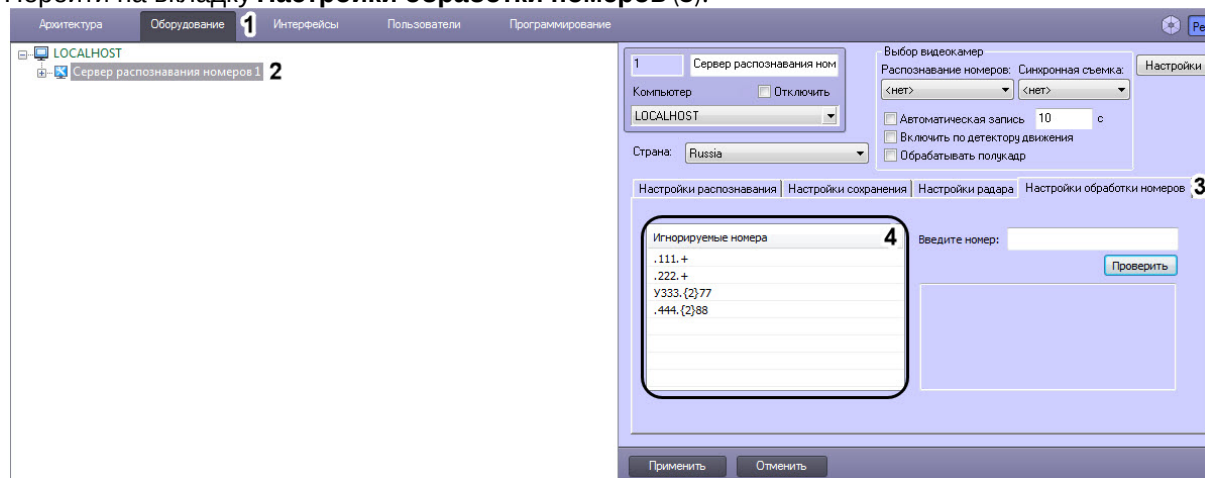 Перейти на вкладку Настройки обработки номеров (3).
Архитектура Оборудование 1 Интерфейсы Пользователи Программирование
LOCALHOST
Сервер распознавания номеров 1 2
1 Сервер распознавания ном
Компьютер Отключить
LOCALHOST
Страна: Russia
Выбор видеокамер
Распознавание номеров: Синхронная съемка:
<нет> <нет>
Автоматическая запись 10 с
Включить по детектору движения
Обрабатывать полукадр
Настройки
Настройки распознавания Настройки сохранения Настройки радара Настройки обработки номеров 3
Игнорируемые номера 4
.111.+
.222.+
У333.{2}77
.444.{2}88
Введите номер:
Проверить
Применить Отменить